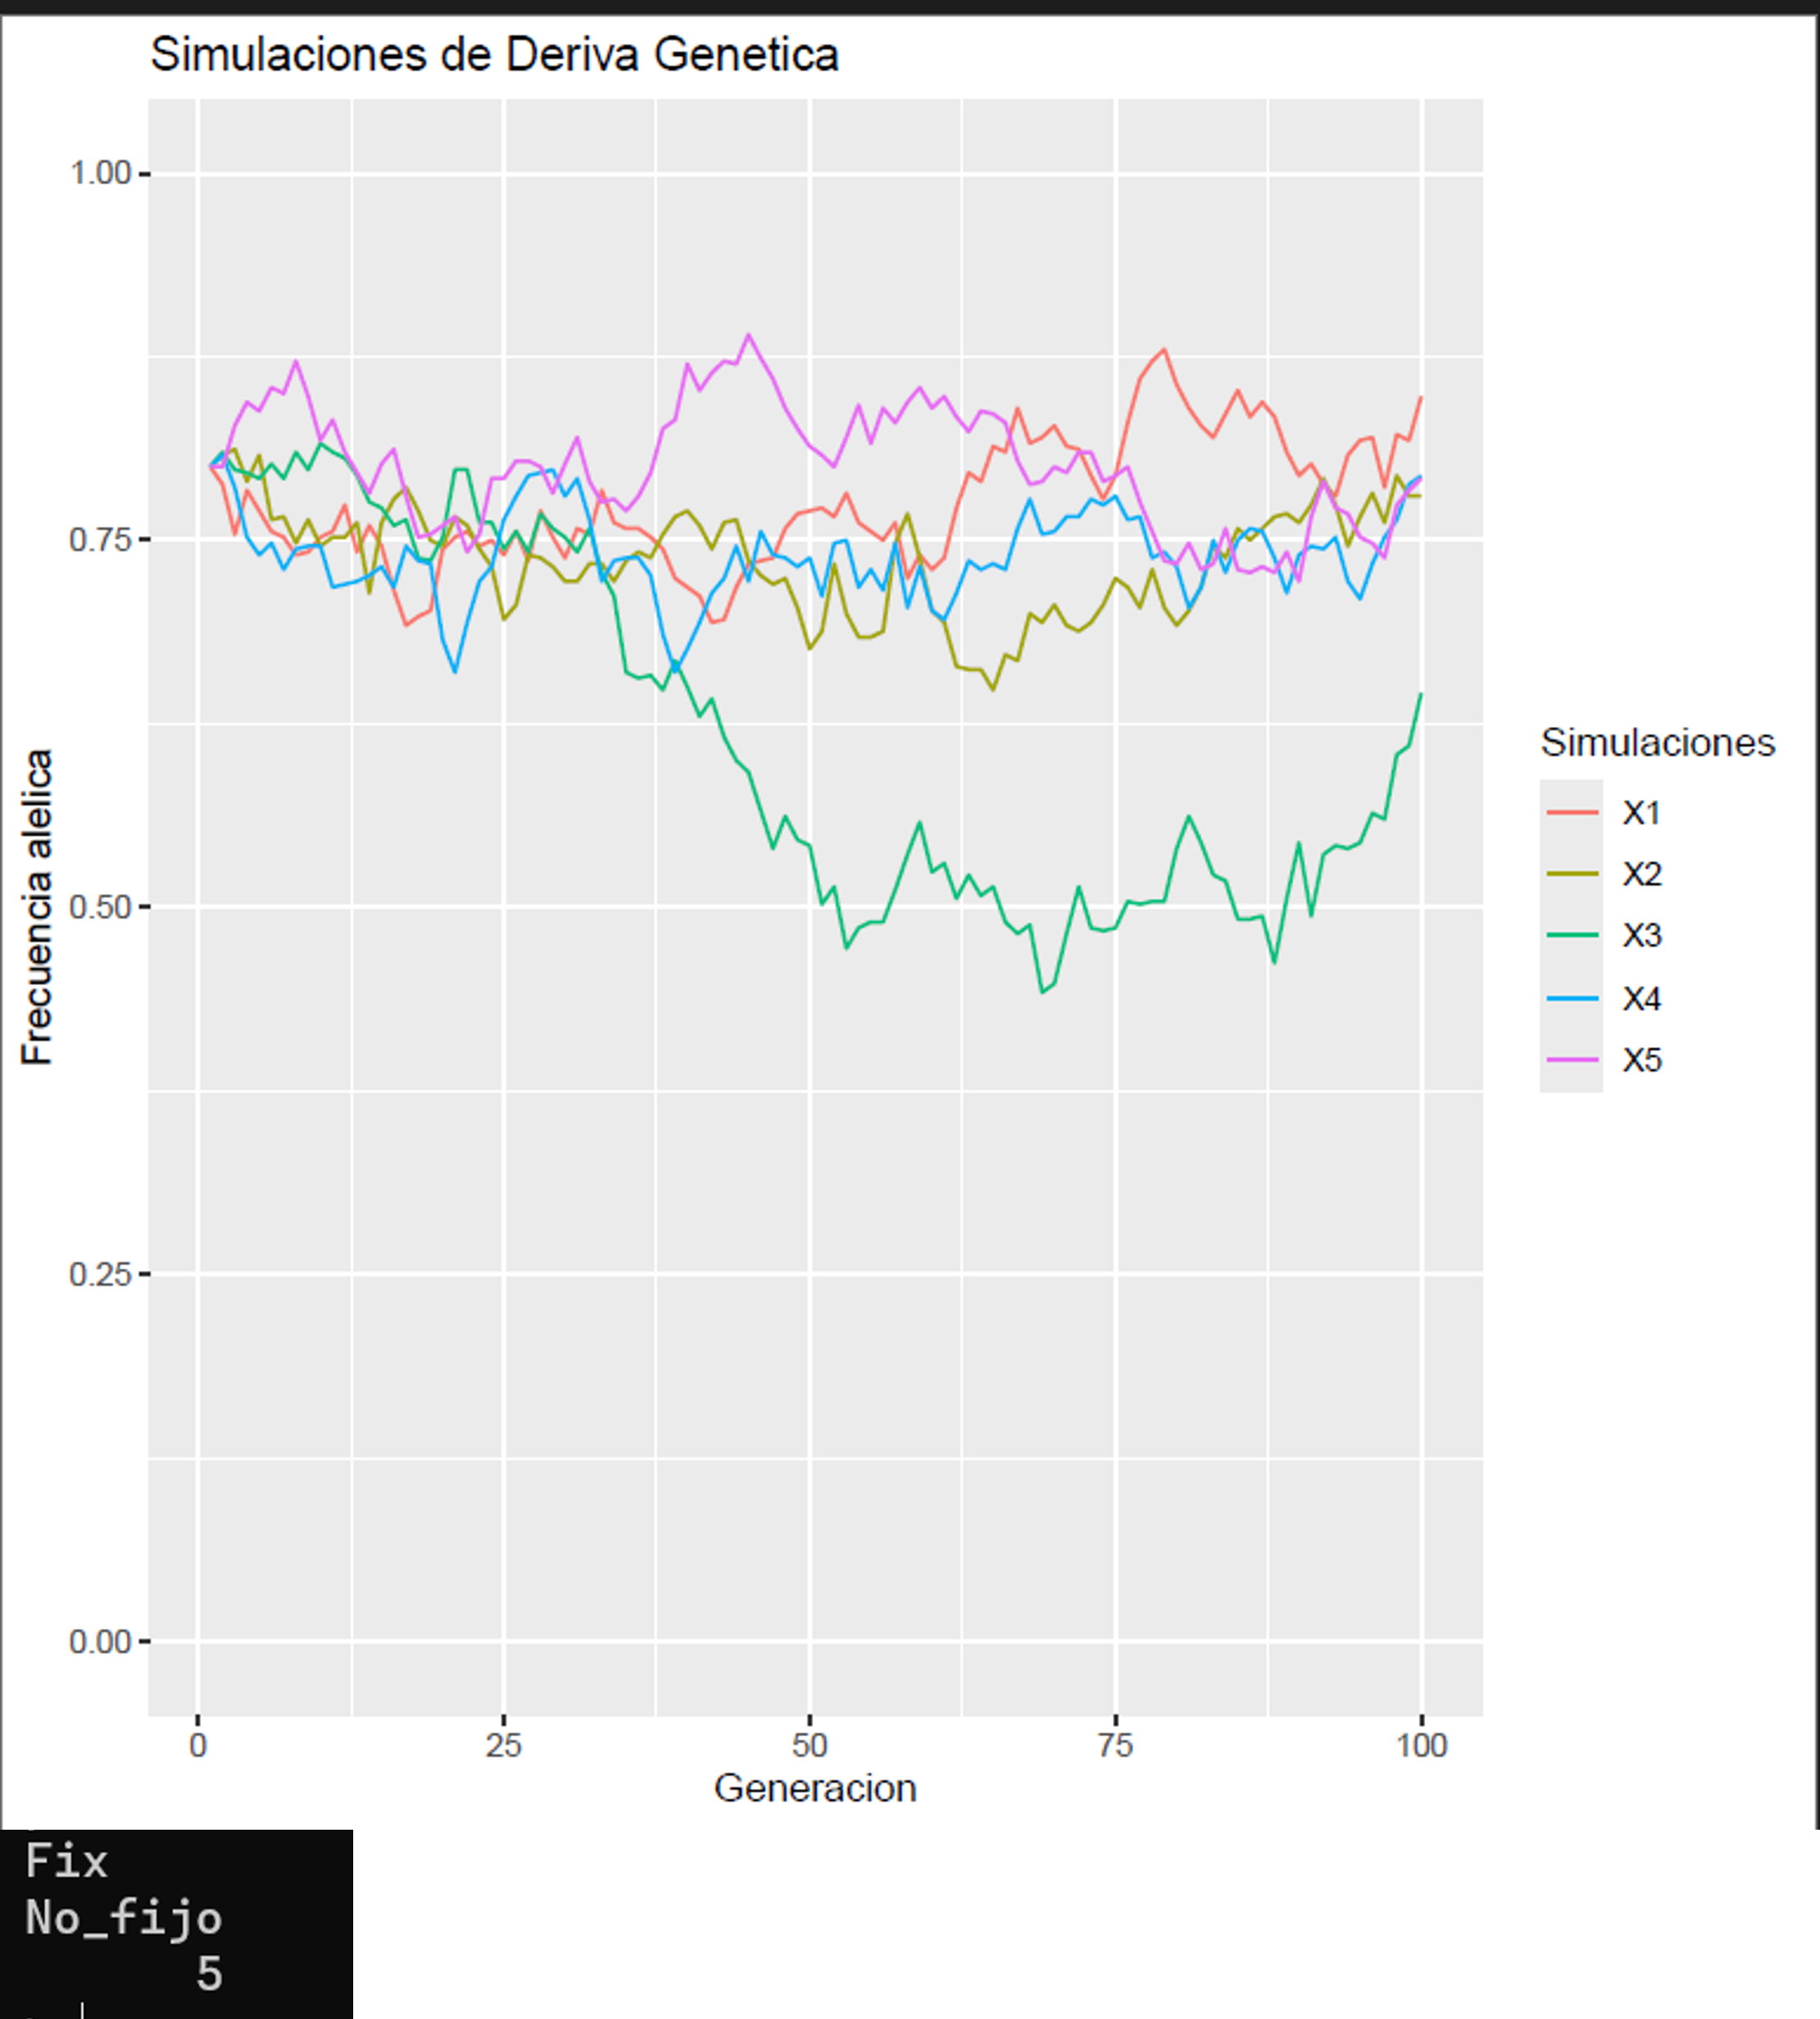 Simulaciones de Deriva Genetica
1.00
0.75
0.50
0.25
0.00
Frecuencia alelica
0
25
50
75
100
Generacion
Simulaciones
X1
X2
X3
X4
X5
Fix
No_fijo
5